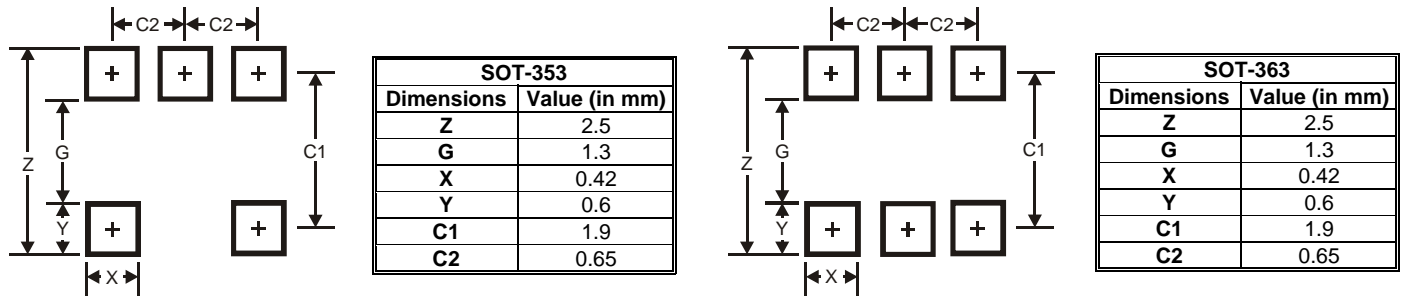 C2 C2
Z
G
Y
X
C1
SOT-353
Dimensions Value (in mm)
Z 2.5
G 1.3
X 0.42
Y 0.6
C1 1.9
C2 0.65
C2 C2
Z
G
Y
X
C1
SOT-363
Dimensions Value (in mm)
Z 2.5
G 1.3
X 0.42
Y 0.6
C1 1.9
C2 0.65